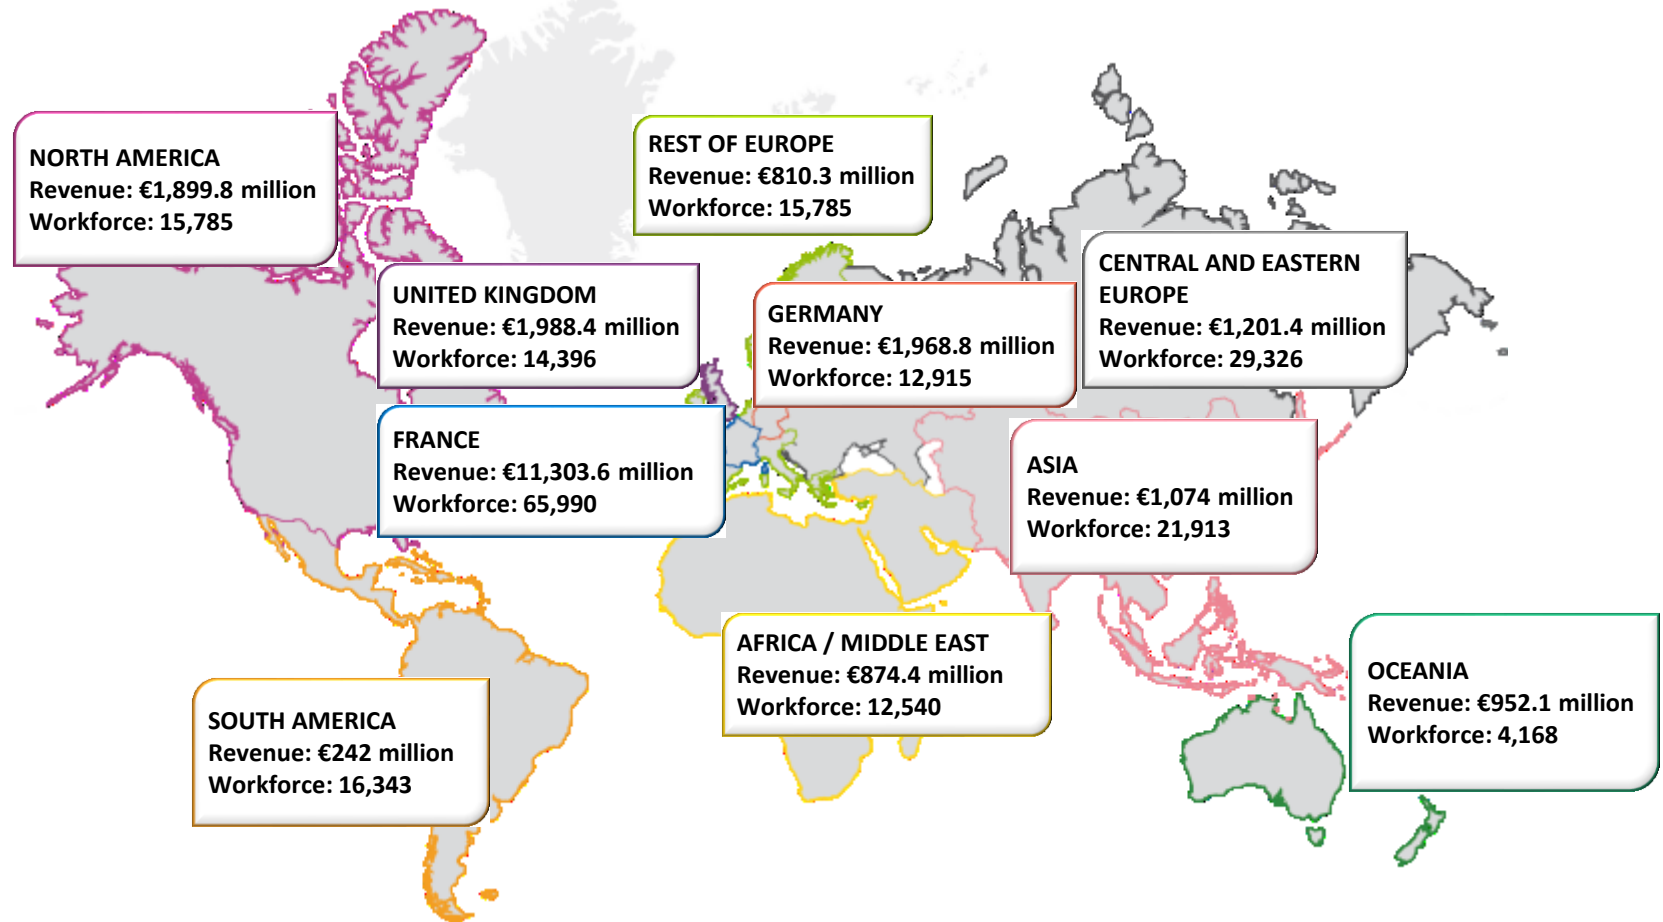 NORTH AMERICA
Revenue: €1,899.8 million
Workforce: 15,785
REST OF EUROPE
Revenue: €810.3 million
Workforce: 15,785
UNITED KINGDOM
Revenue: €1,988.4 million
Workforce: 14,396
GERMANY
Revenue: €1,968.8 million
Workforce: 12,915
CENTRAL AND EASTERN
EUROPE
Revenue: €1,201.4 million
Workforce: 29,326
FRANCE
Revenue: €11,303.6 million
Workforce: 65,990
ASIA
Revenue: €1,074 million
Workforce: 21,913
AFRICA / MIDDLE EAST
Revenue: €874.4 million
Workforce: 12,540
OCEANIA
Revenue: €952.1 million
Workforce: 4,168
SOUTH AMERICA
Revenue: €242 million
Workforce: 16,343